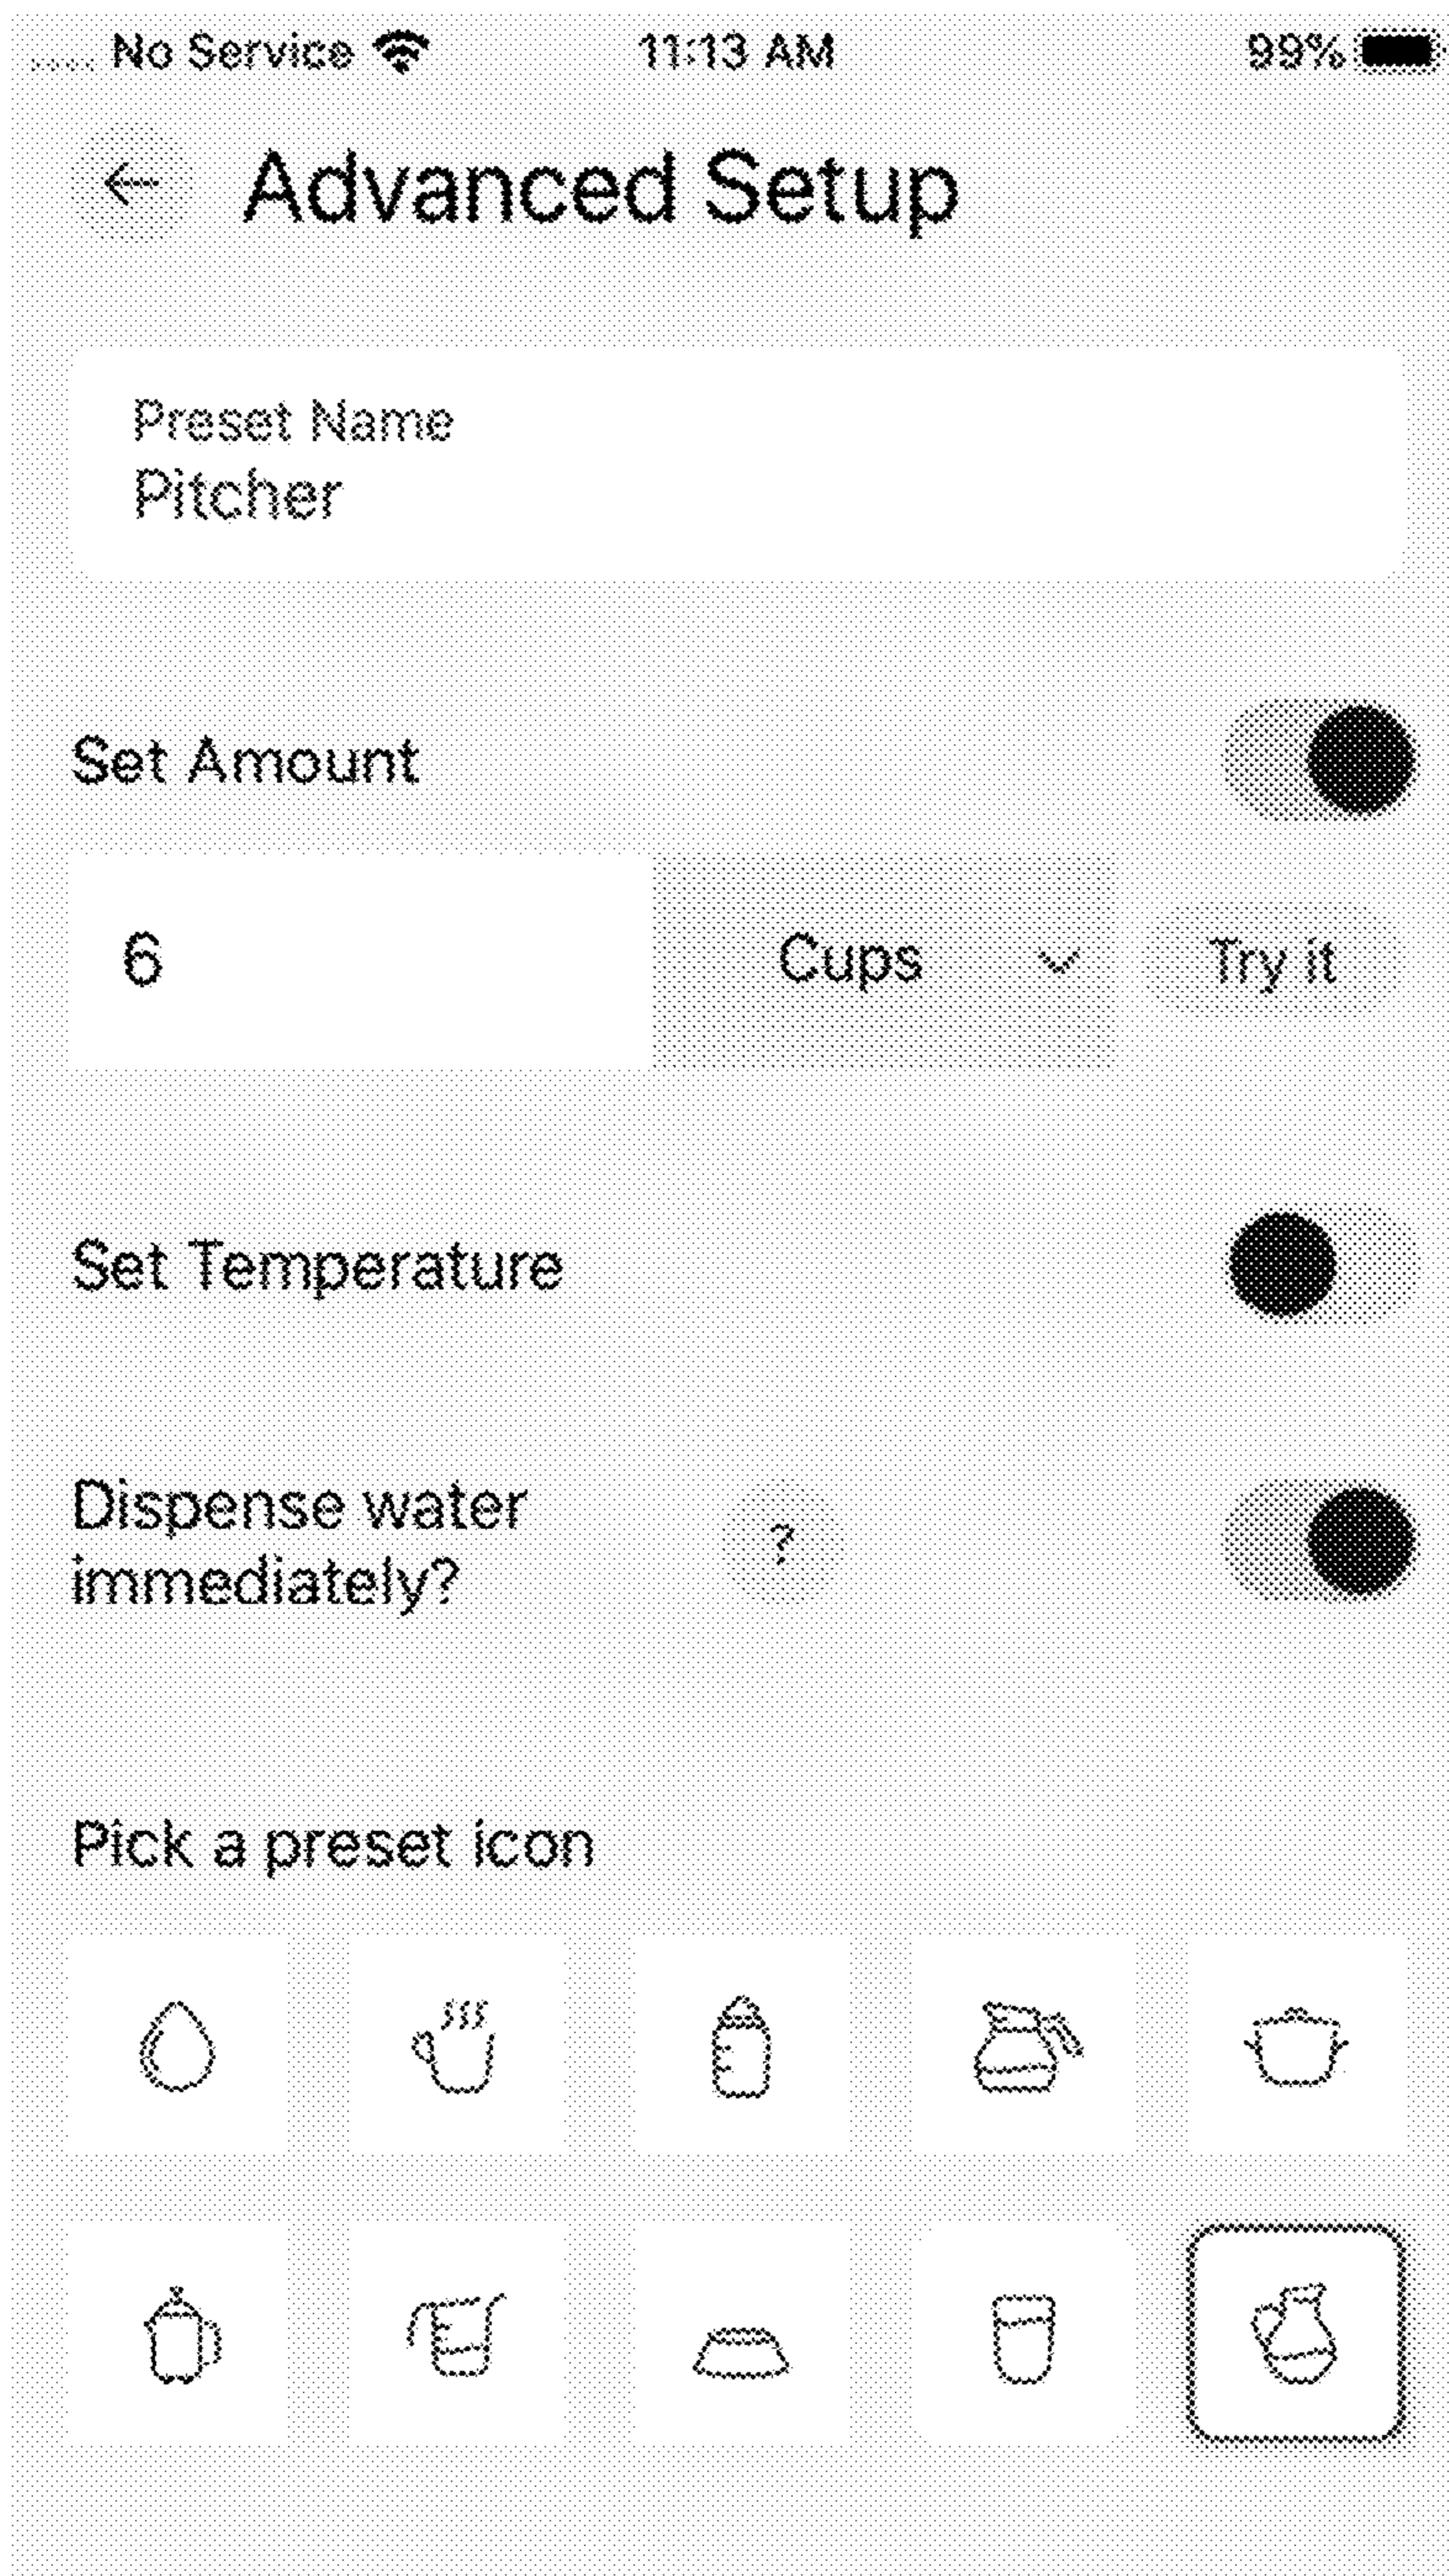 No Service 11:13 AM 99%
Advanced Setup
Preset Name
Pitcher
Set Amount
6 Cups Try it
Set Temperature
Dispense water
immediately? ?
Pick a preset icon